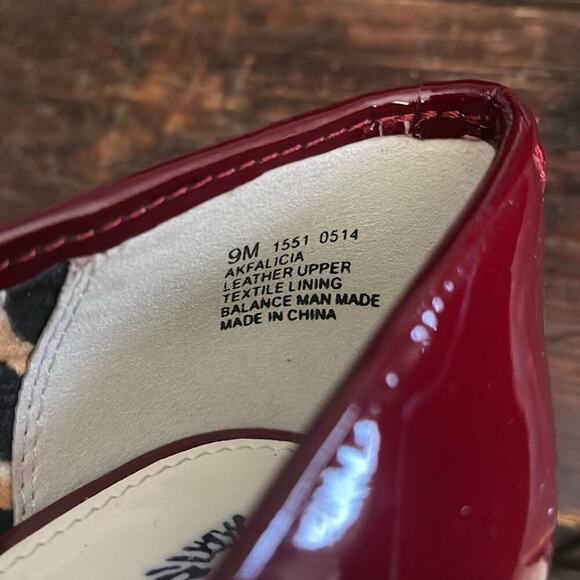 9M 1551 0514
AKFALICIA
LEATHER UPPER
TEXTILE LINING
BALANCE MAN MADE
MADE IN CHINA